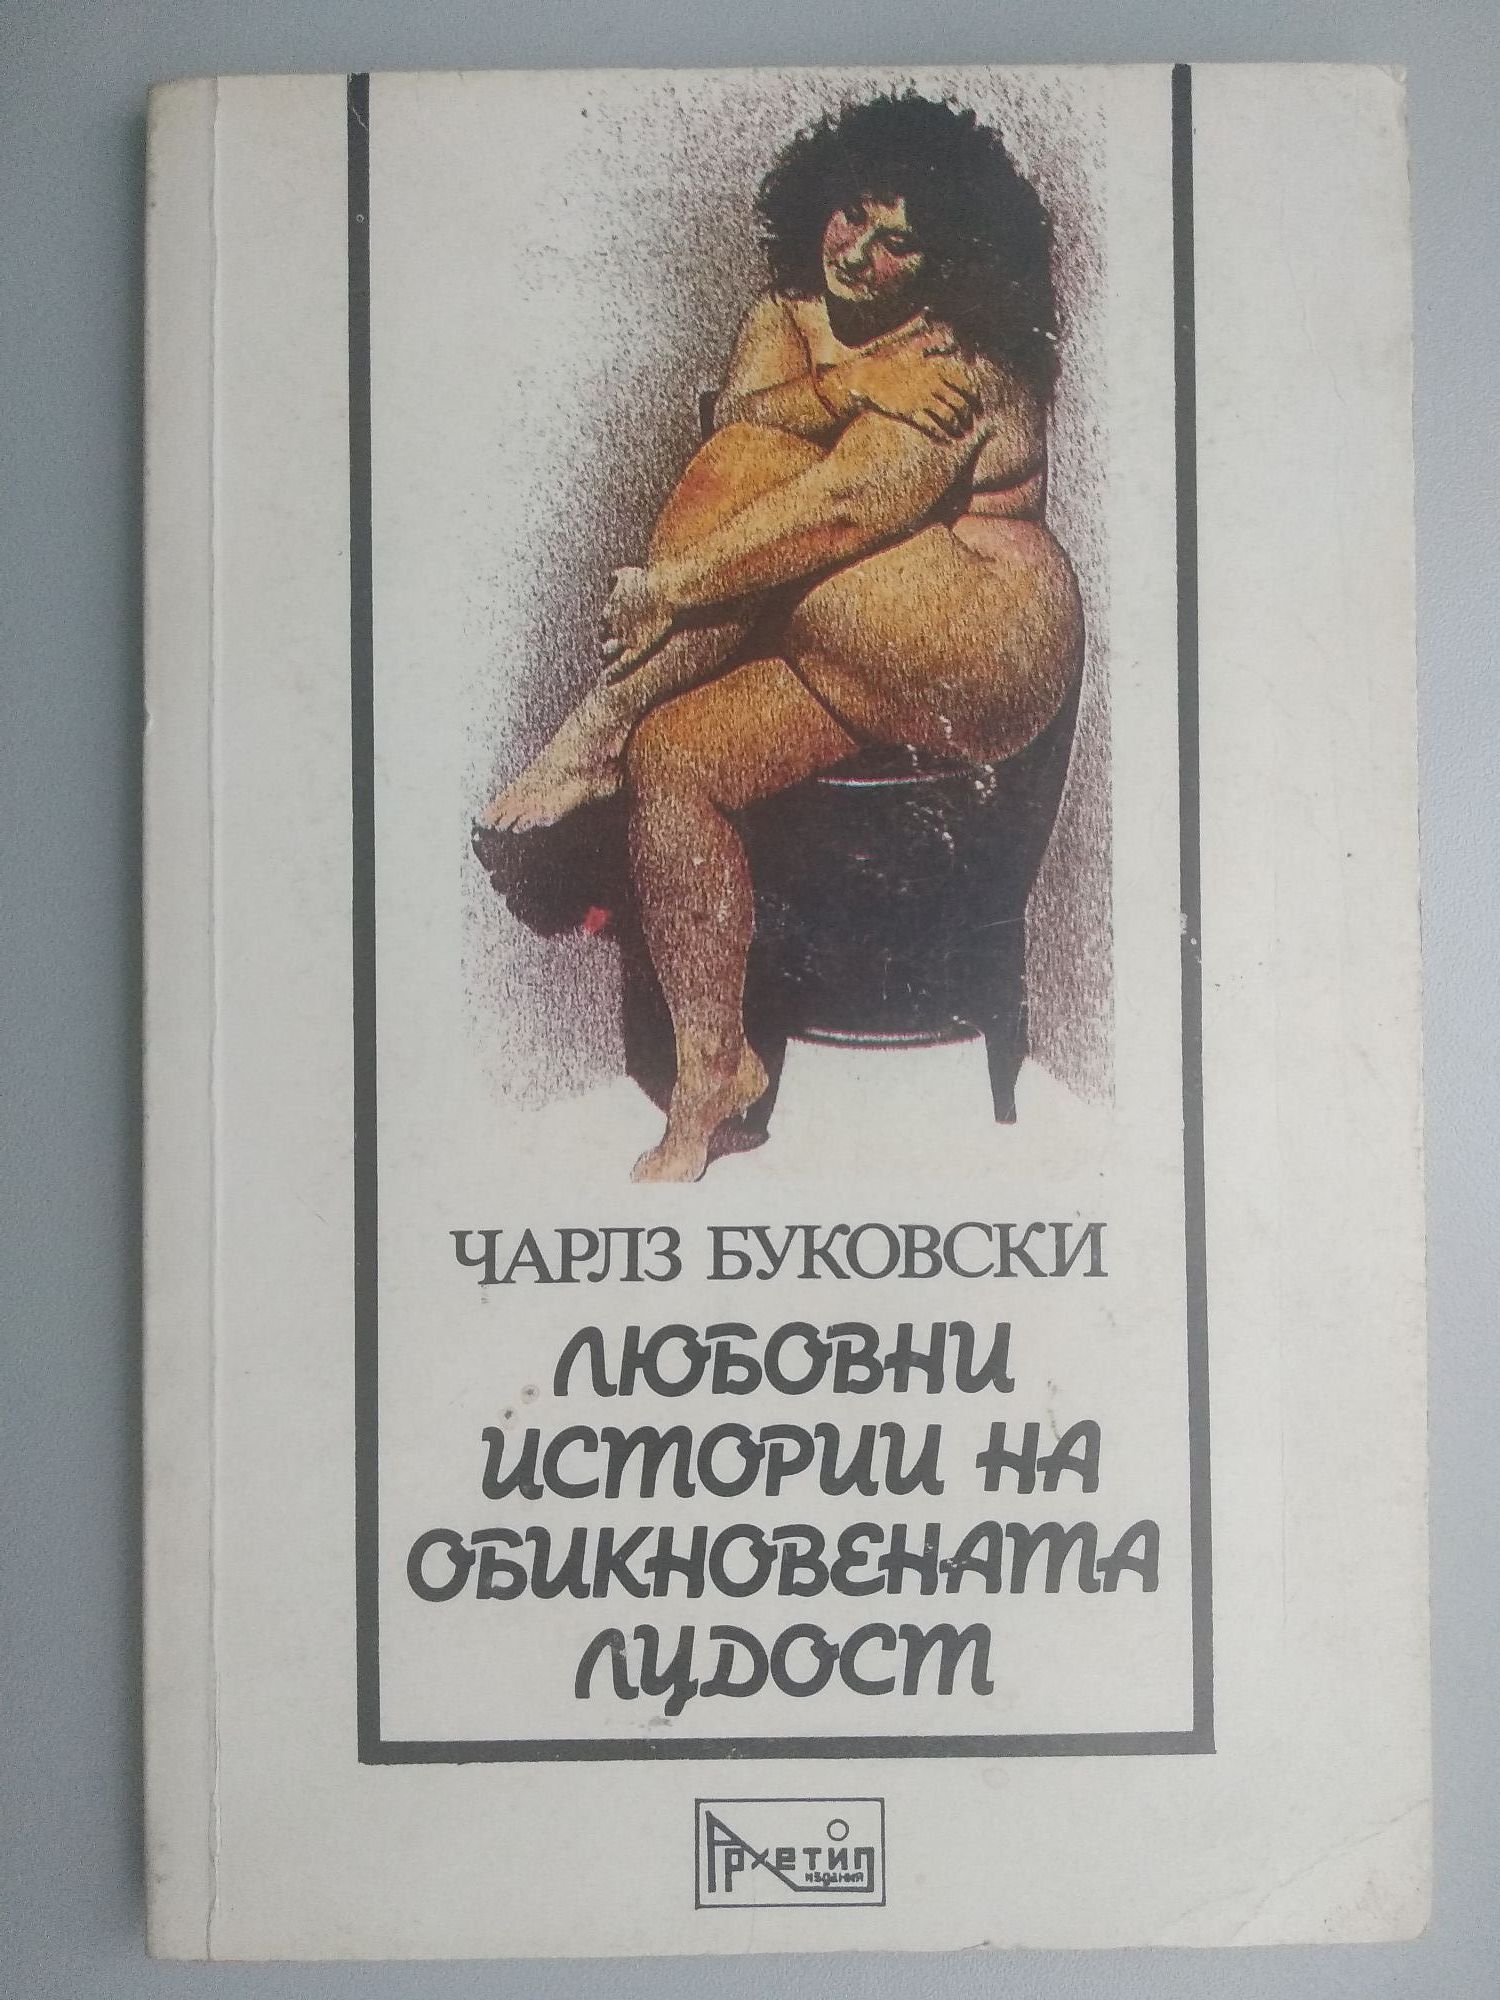 ЧАРЛЗ БУКОВСКИ
ЛЮБОВНИ
ИСТОРИИ НА
ОБИКНОВЕНАТА
ЛУДОСТ
Архетип
издания